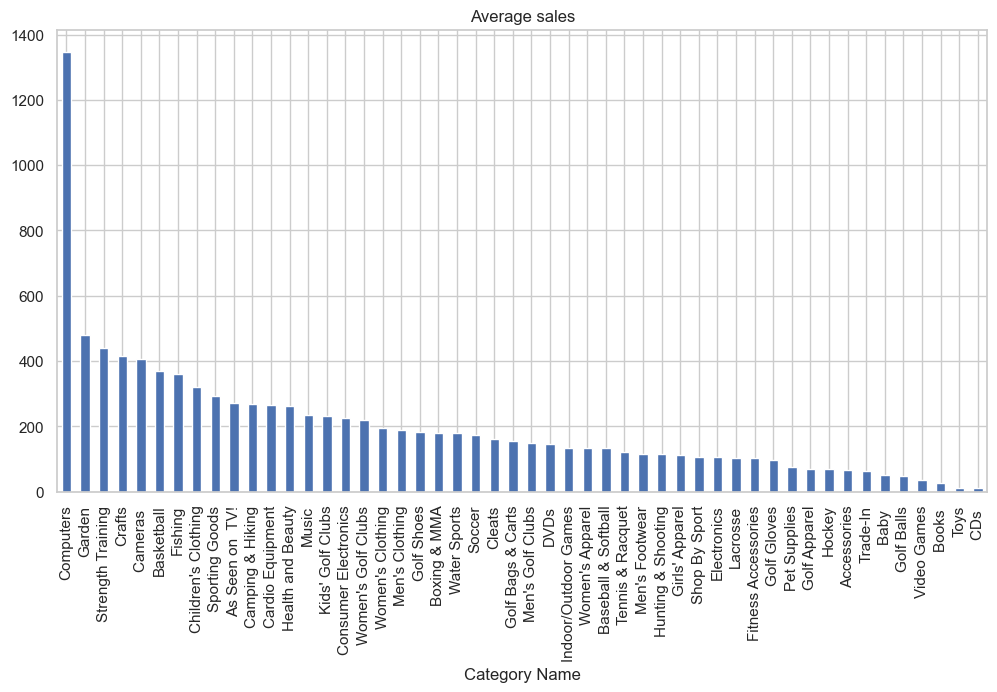 Average sales
1400
1200
1000
800
600
400
200
0
Computers
Garden
Strength Training
Crafts
Cameras
Basketball
Fishing
Children's Clothing
Sporting Goods
As Seen on  TV!
Camping & Hiking
Cardio Equipment
Health and Beauty
Music
Kids' Golf Clubs
Consumer Electronics
Women's Golf Clubs
Women's Clothing
Men's Clothing
Golf Shoes
Boxing & MMA
Water Sports
Soccer
Cleats
Golf Bags & Carts
Men's Golf Clubs
DVDs
Indoor/Outdoor Games
Women's Apparel
Baseball & Softball
Tennis & Racquet
Men's Footwear
Hunting & Shooting
Girls' Apparel
Shop By Sport
Electronics
Lacrosse
Fitness Accessories
Golf Gloves
Pet Supplies
Golf Apparel
Hockey
Accessories
Trade-In
Baby
Golf Balls
Video Games
Books
Toys
CDs
Category Name